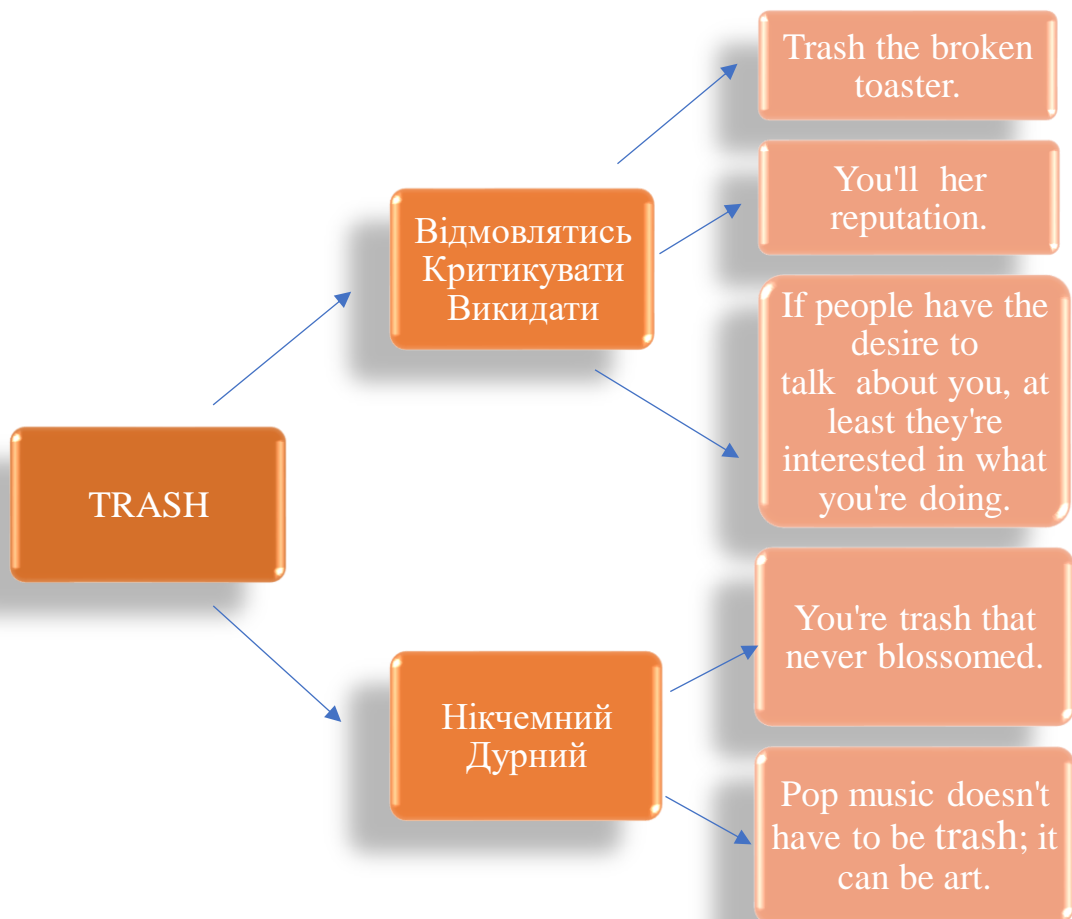 TRASH
Відмовлятись
Критикувати
Викидати
Trash the broken
toaster.
You'll her
reputation.
If people have the
desire to
talk about you, at
least they're
interested in what
you're doing.
Нікчемний
Дурний
You're trash that
never blossomed.
Pop music doesn't
have to be trash; it
can be art.